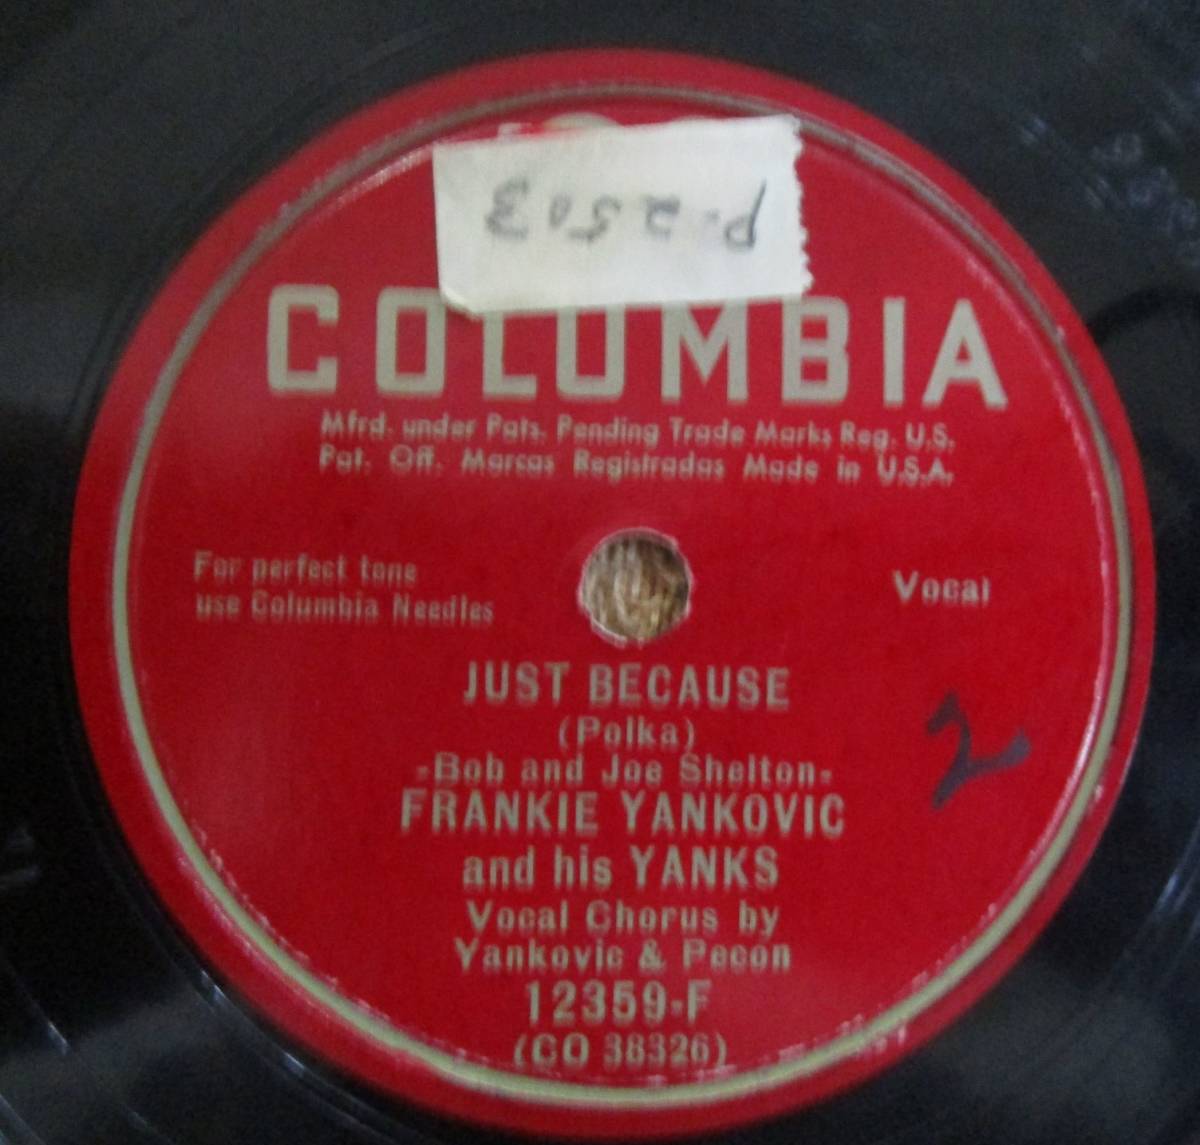 P-2503
COLUMBIA
Mfrd. under Pats. Pending Trade Marks Reg. U.S.
Pat. Off. Marcas Registradas Made in U.S.A.
For perfect tone
use Columbia Needles
Vocal
JUST BECAUSE
(Polka)
-Bob and Joe Shelton-
2
FRANKIE YANKOVIC
and his YANKS
Vocal Chorus by
Yankovic & Pecon
12359-F
(CO 38326)